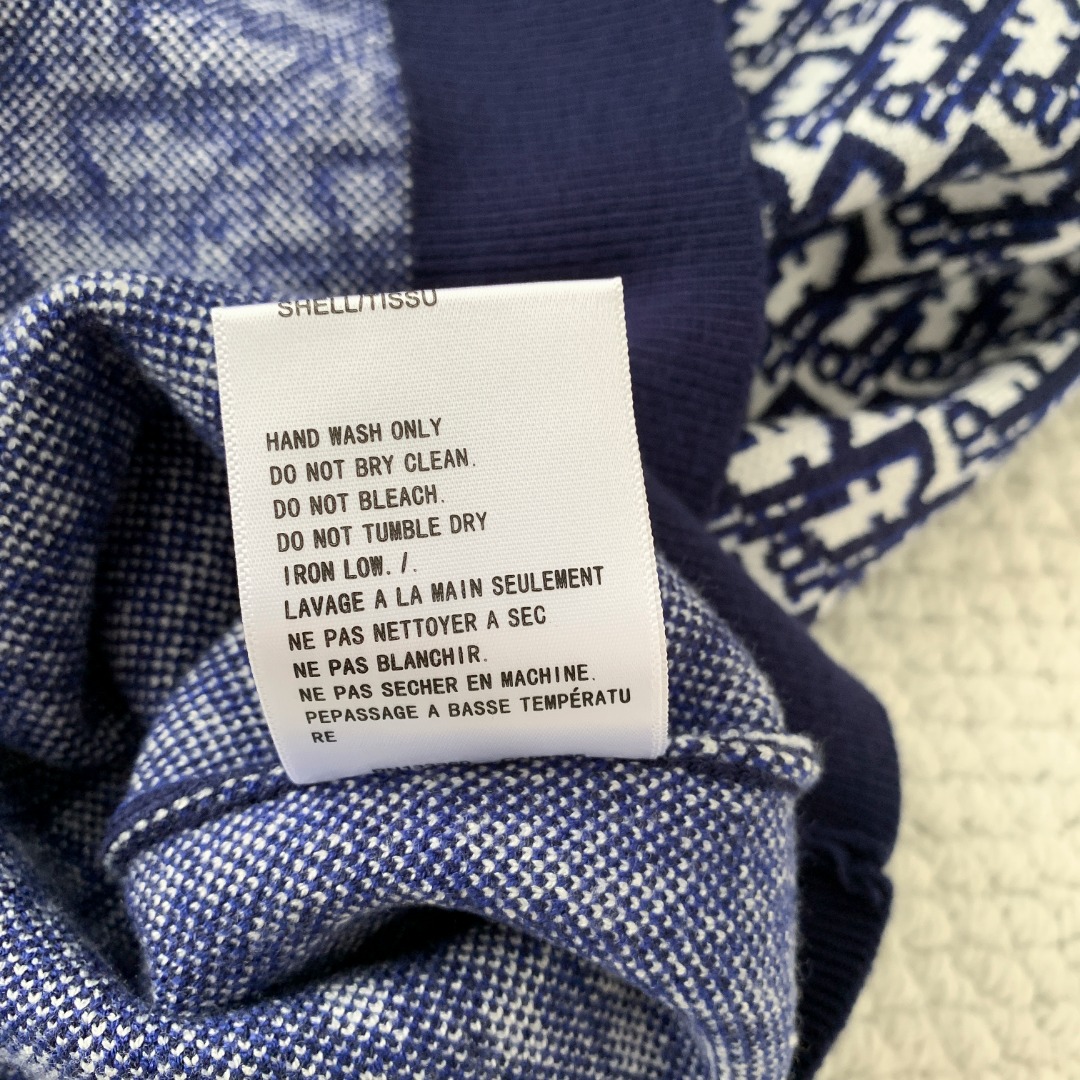 SHELL/TISSU
HAND WASH ONLY
DO NOT BRY CLEAN.
DO NOT BLEACH.
DO NOT TUMBLE DRY
IRON LOW. /.
LAVAGE A LA MAIN SEULEMENT
NE PAS NETTOYER A SEC
NE PAS BLANCHIR.
NE PAS SECHER EN MACHINE.
PEPASSAGE A BASSE TEMPÉRATU
RE